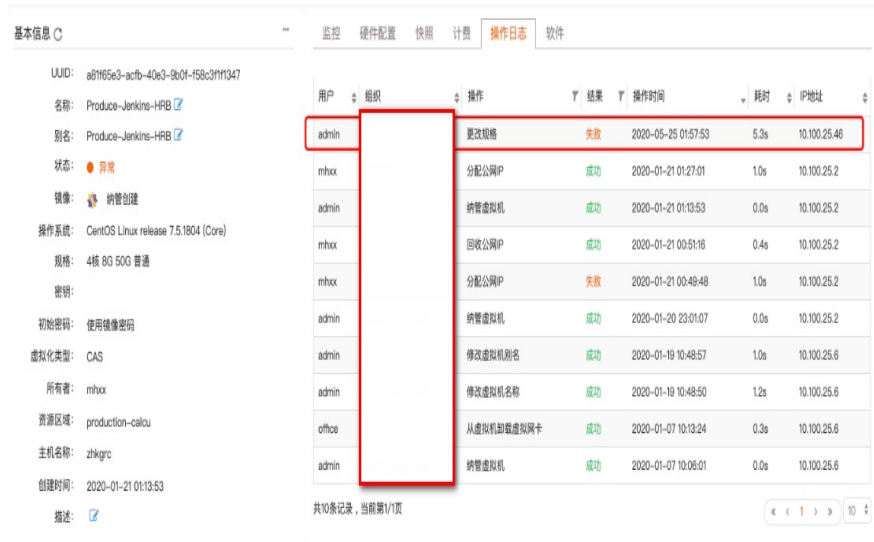 基本信息
UUID: a81f65e3-acfb-40e3-9b0f-f58c3f1f1347
名称: Produce-Jenkins-HRB
别名: Produce-Jenkins-HRB
状态: 异常
镜像: 纳管创建
操作系统: CentOS Linux release 7.5.1804 (Core)
规格: 4核 8G 50G 普通
密钥:
初始密码: 使用镜像密码
虚拟化类型: CAS
所有者: mhxx
资源区域: production-calcu
主机名称: zhkgrc
创建时间: 2020-01-21 01:13:53
描述:
监控 硬件配置 快照 计费 操作日志 软件
用户 组织 操作 结果 操作时间 耗时 IP地址
admin 更改规格 失败 2020-05-25 01:57:53 5.3s 10.100.25.46
mhxx 分配公网IP 成功 2020-01-21 01:27:01 1.0s 10.100.25.2
admin 纳管虚拟机 成功 2020-01-21 01:13:53 0.0s 10.100.25.2
mhxx 回收公网IP 成功 2020-01-21 00:51:16 0.4s 10.100.25.2
mhxx 分配公网IP 失败 2020-01-21 00:49:48 1.0s 10.100.25.2
admin 纳管虚拟机 成功 2020-01-20 23:01:07 0.0s 10.100.25.2
admin 修改虚拟机别名 成功 2020-01-19 10:48:57 1.0s 10.100.25.6
admin 修改虚拟机名称 成功 2020-01-19 10:48:50 1.2s 10.100.25.6
office 从虚拟机卸载虚拟网卡 成功 2020-01-07 10:13:24 0.3s 10.100.25.6
admin 纳管虚拟机 成功 2020-01-07 10:06:01 0.0s 10.100.25.6
共10条记录，当前第1/1页
« ‹ 1 › » 10